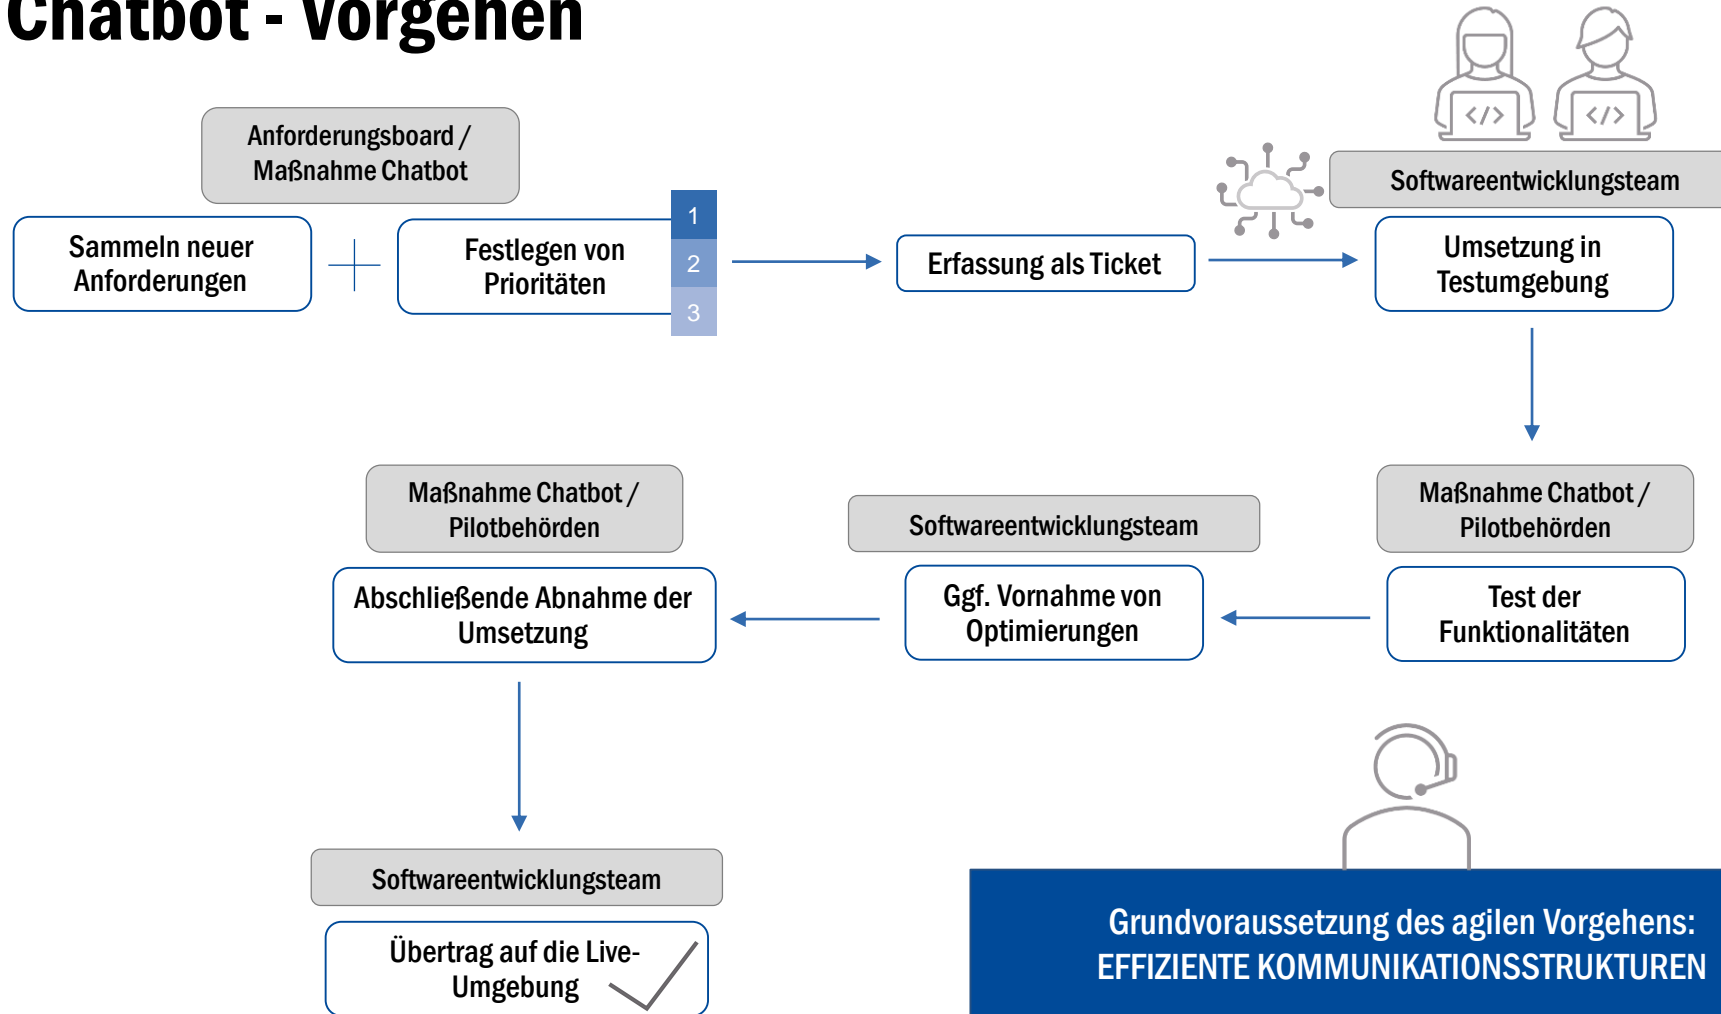 Chatbot - Vorgehen
Anforderungsboard /
Maßnahme Chatbot
Sammeln neuer
Anforderungen
Festlegen von
Prioritäten
1
2
3
Erfassung als Ticket
</>
</>
Softwareentwicklungsteam
Umsetzung in
Testumgebung
Maßnahme Chatbot /
Pilotbehörden
Test der
Funktionalitäten
Softwareentwicklungsteam
Ggf. Vornahme von
Optimierungen
Maßnahme Chatbot /
Pilotbehörden
Abschließende Abnahme der
Umsetzung
Softwareentwicklungsteam
Übertrag auf die Live-
Umgebung
Grundvoraussetzung des agilen Vorgehens:
EFFIZIENTE KOMMUNIKATIONSSTRUKTUREN